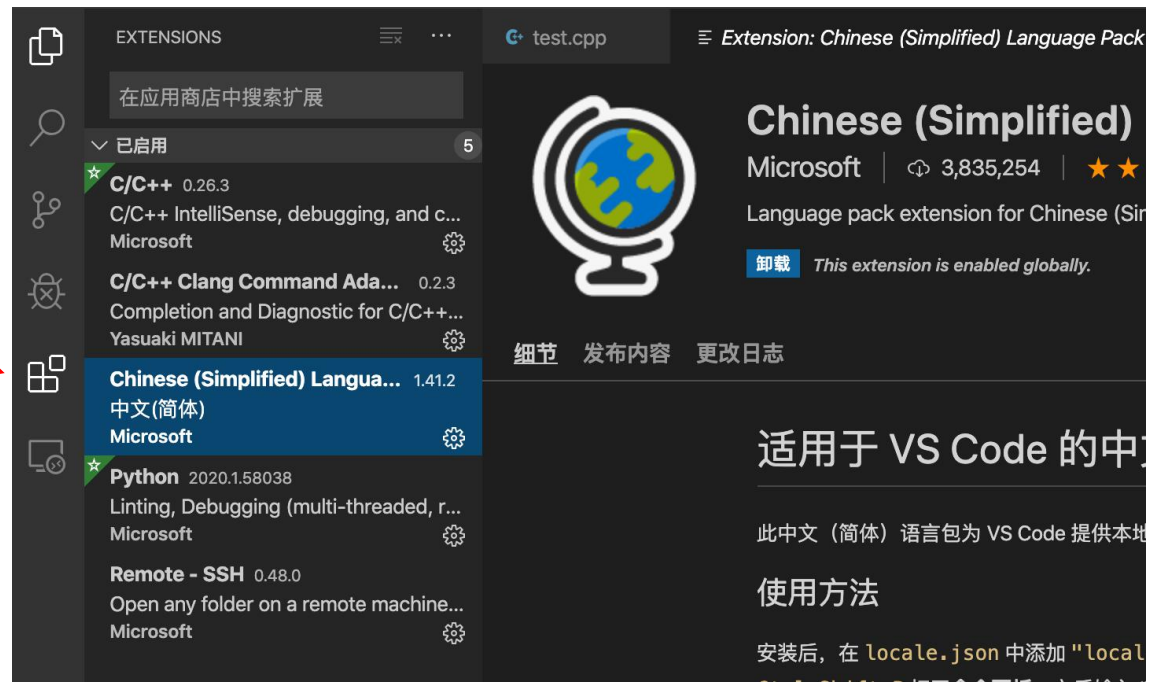 EXTENSIONS
test.cpp
Extension: Chinese (Simplified) Language Pack
在应用商店中搜索扩展
已启用 5
C/C++ 0.26.3
C/C++ IntelliSense, debugging, and c...
Microsoft
C/C++ Clang Command Ada... 0.2.3
Completion and Diagnostic for C/C++...
Yasuaki MITANI
Chinese (Simplified) Langua... 1.41.2
中文(简体)
Microsoft
Python 2020.1.58038
Linting, Debugging (multi-threaded, r...
Microsoft
Remote - SSH 0.48.0
Open any folder on a remote machine...
Microsoft
Chinese (Simplified)
Microsoft 3,835,254
Language pack extension for Chinese (Sim
卸载 This extension is enabled globally.
细节 发布内容 更改日志
适用于 VS Code 的中
此中文（简体）语言包为 VS Code 提供本地
使用方法
安装后，在 locale.json 中添加 "local